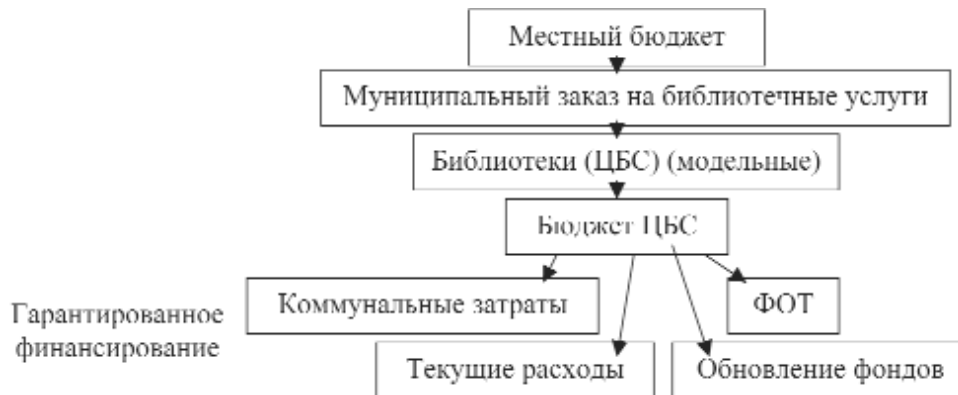 Местный бюджет
Муниципальный заказ на библиотечные услуги
Библиотеки (ЦБС) (модельные)
Бюджет ЦБС
Коммунальные затраты
ФОТ
Гарантированное
финансирование
Текущие расходы
Обновление фондов